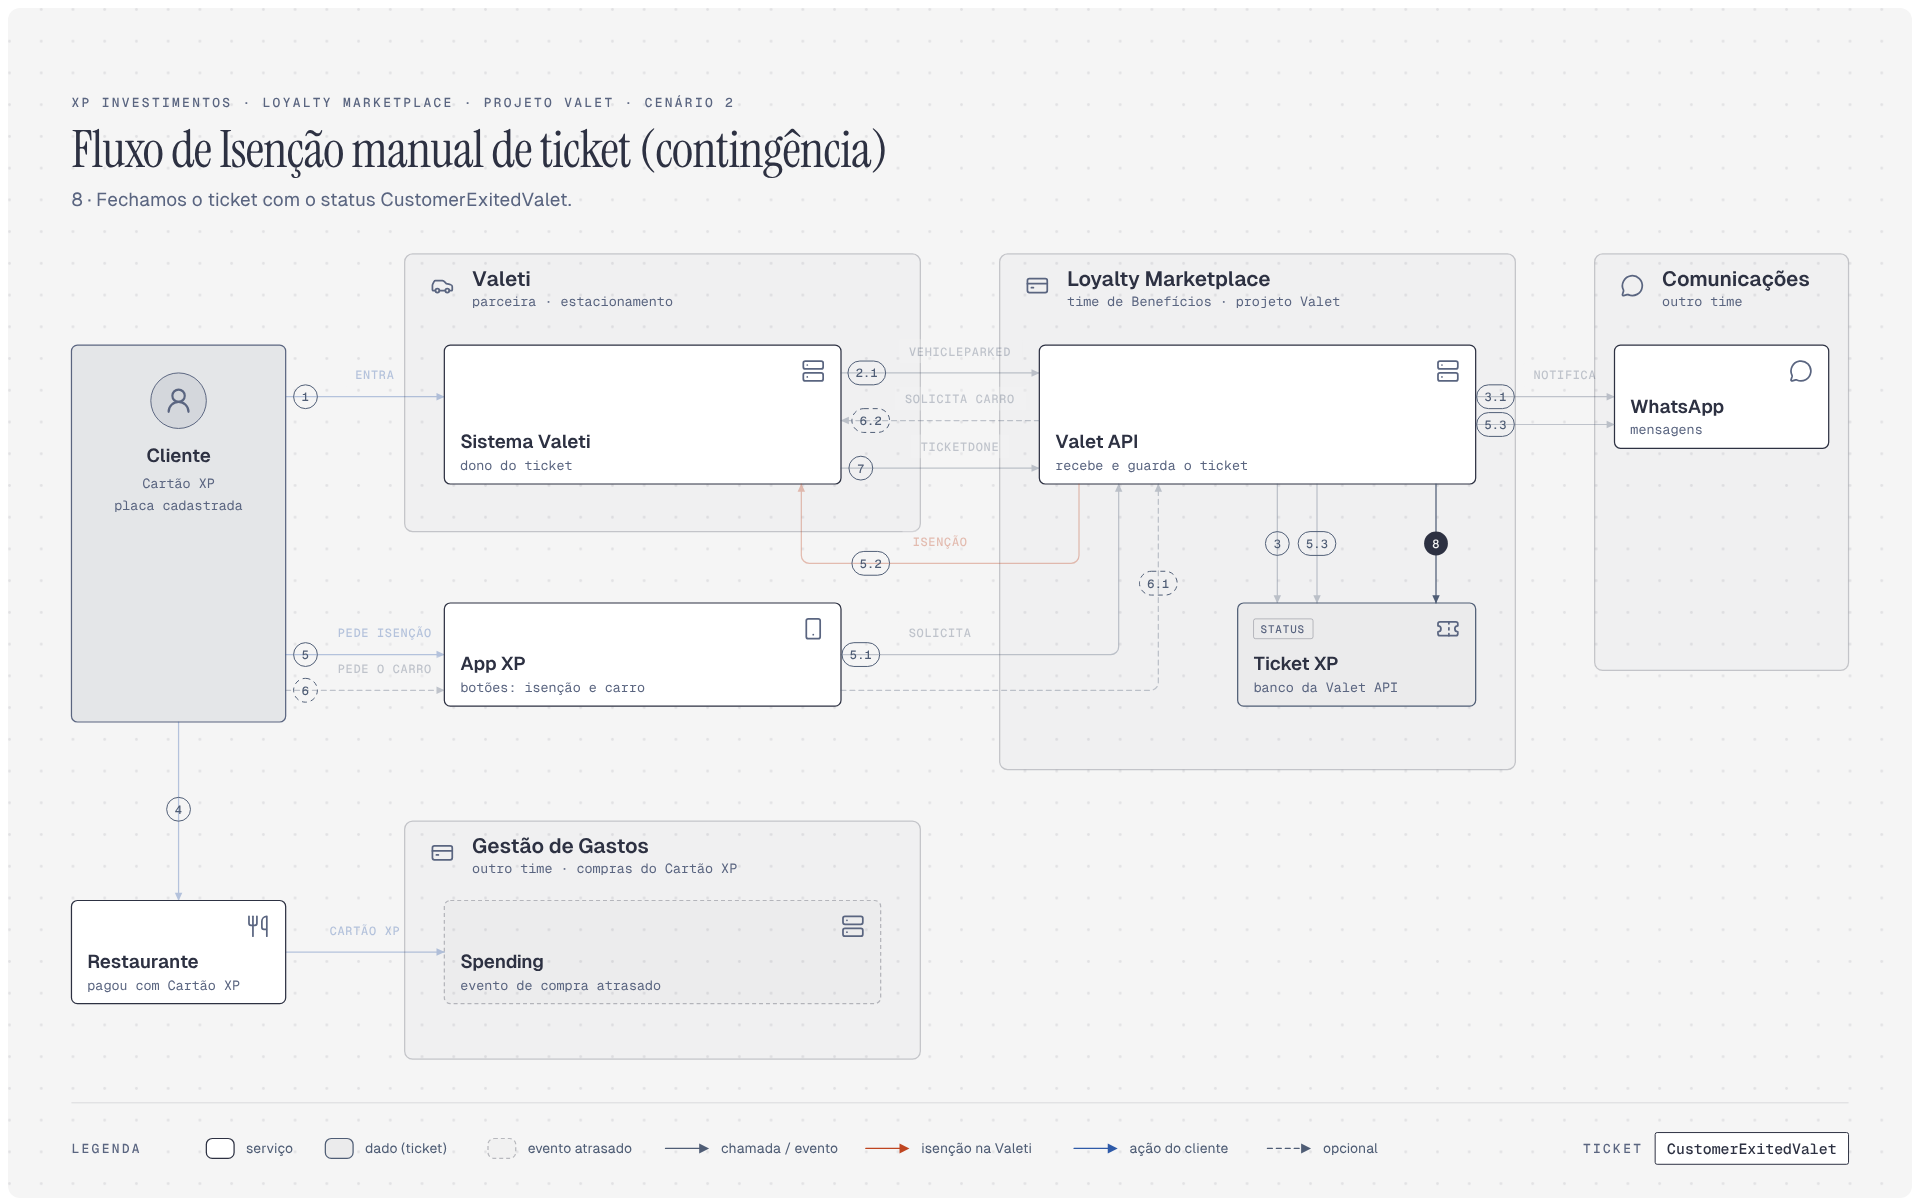 XP INVESTIMENTOS · LOYALTY MARKETPLACE · PROJETO VALET · CENÁRIO 2
Fluxo de Isenção manual de ticket (contingência)
8 · Fechamos o ticket com o status CustomerExitedValet.
Valeti
parceira · estacionamento
Loyalty Marketplace
time de Benefícios · projeto Valet
Comunicações
outro time
Cliente
Cartão XP
placa cadastrada
1
ENTRA
Sistema Valeti
dono do ticket
2.1
VEHICLEPARKED
6.2
SOLICITA CARRO
7
TICKETDONE
Valet API
recebe e guarda o ticket
3.1
NOTIFICA
5.3
WhatsApp
mensagens
5.2
ISENÇÃO
3
5.3
8
6.1
5
PEDE ISENÇÃO
6
PEDE O CARRO
App XP
botões: isenção e carro
5.1
SOLICITA
STATUS
Ticket XP
banco da Valet API
4
Gestão de Gastos
outro time · compras do Cartão XP
Restaurante
pagou com Cartão XP
CARTÃO XP
Spending
evento de compra atrasado
LEGENDA
serviço
dado (ticket)
evento atrasado
chamada / evento
isenção na Valeti
ação do cliente
opcional
TICKET
CustomerExitedValet